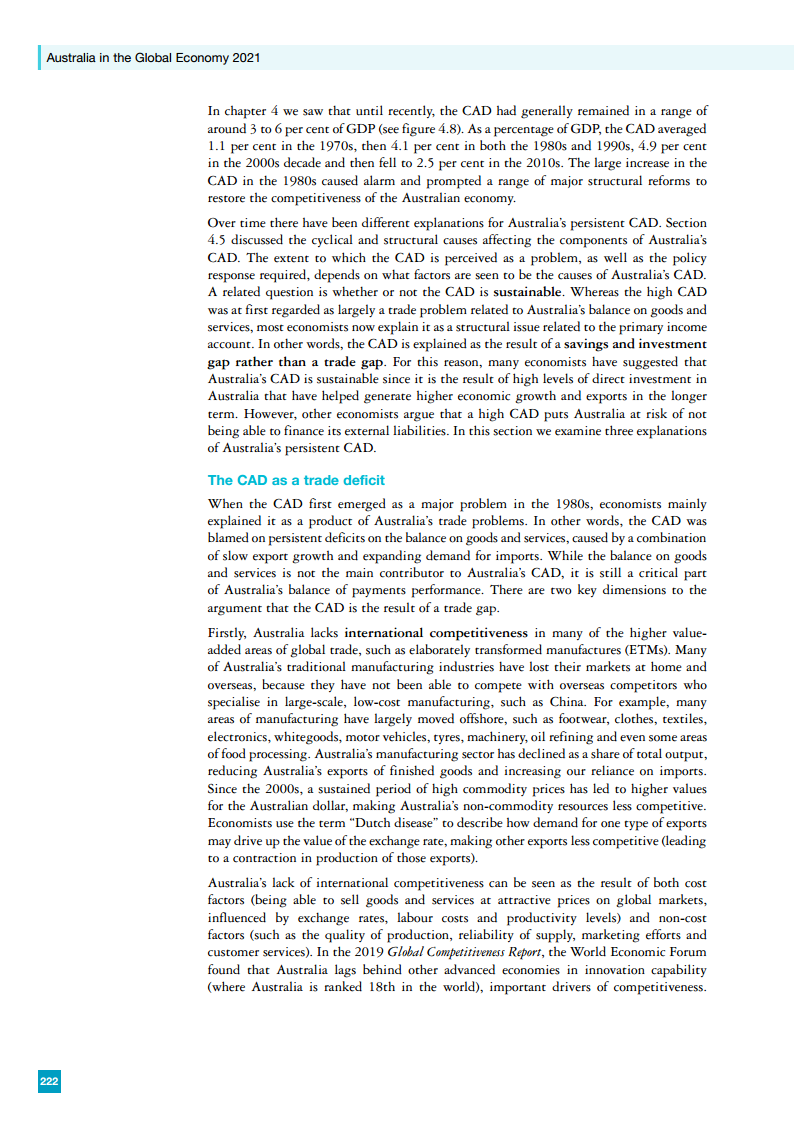 Australia in the Global Economy 2021
In chapter 4 we saw that until recently, the CAD had generally remained in a range of
around 3 to 6 per cent of GDP (see figure 4.8). As a percentage of GDP, the CAD averaged
1.1 per cent in the 1970s, then 4.1 per cent in both the 1980s and 1990s, 4.9 per cent
in the 2000s decade and then fell to 2.5 per cent in the 2010s. The large increase in the
CAD in the 1980s caused alarm and prompted a range of major structural reforms to
restore the competitiveness of the Australian economy.
Over time there have been different explanations for Australia’s persistent CAD. Section
4.5 discussed the cyclical and structural causes affecting the components of Australia’s
CAD. The extent to which the CAD is perceived as a problem, as well as the policy
response required, depends on what factors are seen to be the causes of Australia’s CAD.
A related question is whether or not the CAD is sustainable. Whereas the high CAD
was at first regarded as largely a trade problem related to Australia’s balance on goods and
services, most economists now explain it as a structural issue related to the primary income
account. In other words, the CAD is explained as the result of a savings and investment
gap rather than a trade gap. For this reason, many economists have suggested that
Australia’s CAD is sustainable since it is the result of high levels of direct investment in
Australia that have helped generate higher economic growth and exports in the longer
term. However, other economists argue that a high CAD puts Australia at risk of not
being able to finance its external liabilities. In this section we examine three explanations
of Australia’s persistent CAD.
The CAD as a trade deficit
When the CAD first emerged as a major problem in the 1980s, economists mainly
explained it as a product of Australia’s trade problems. In other words, the CAD was
blamed on persistent deficits on the balance on goods and services, caused by a combination
of slow export growth and expanding demand for imports. While the balance on goods
and services is not the main contributor to Australia’s CAD, it is still a critical part
of Australia’s balance of payments performance. There are two key dimensions to the
argument that the CAD is the result of a trade gap.
Firstly, Australia lacks international competitiveness in many of the higher value-
added areas of global trade, such as elaborately transformed manufactures (ETMs). Many
of Australia’s traditional manufacturing industries have lost their markets at home and
overseas, because they have not been able to compete with overseas competitors who
specialise in large-scale, low-cost manufacturing, such as China. For example, many
areas of manufacturing have largely moved offshore, such as footwear, clothes, textiles,
electronics, whitegoods, motor vehicles, tyres, machinery, oil refining and even some areas
of food processing. Australia’s manufacturing sector has declined as a share of total output,
reducing Australia’s exports of finished goods and increasing our reliance on imports.
Since the 2000s, a sustained period of high commodity prices has led to higher values
for the Australian dollar, making Australia’s non-commodity resources less competitive.
Economists use the term “Dutch disease” to describe how demand for one type of exports
may drive up the value of the exchange rate, making other exports less competitive (leading
to a contraction in production of those exports).
Australia’s lack of international competitiveness can be seen as the result of both cost
factors (being able to sell goods and services at attractive prices on global markets,
influenced by exchange rates, labour costs and productivity levels) and non-cost
factors (such as the quality of production, reliability of supply, marketing efforts and
customer services). In the 2019 Global Competitiveness Report, the World Economic Forum
found that Australia lags behind other advanced economies in innovation capability
(where Australia is ranked 18th in the world), important drivers of competitiveness.
222